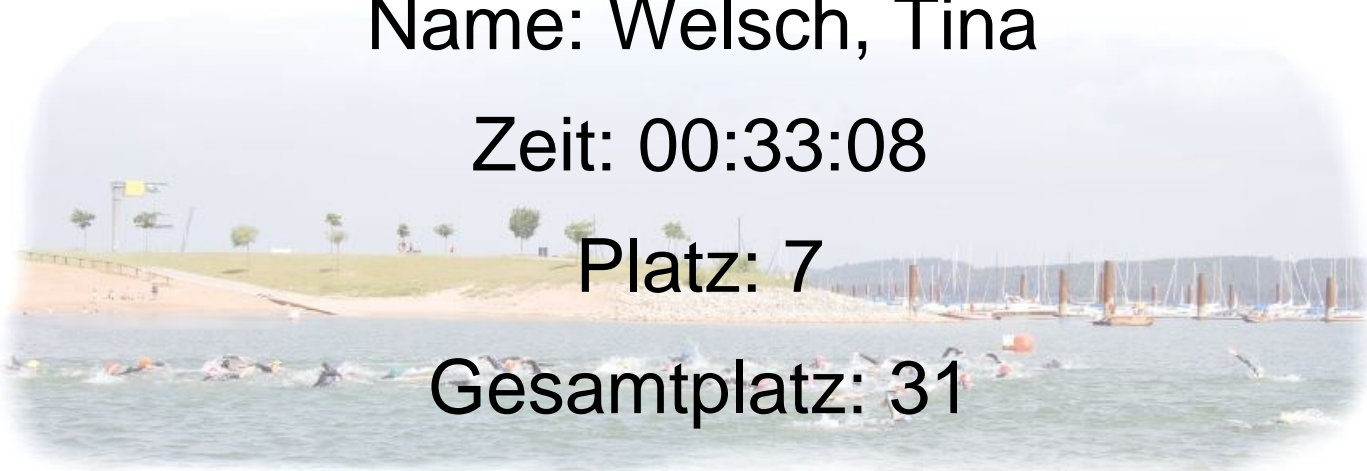 Name: Welsch, Tina
Zeit: 00:33:08
Platz: 7
Gesamtplatz: 31